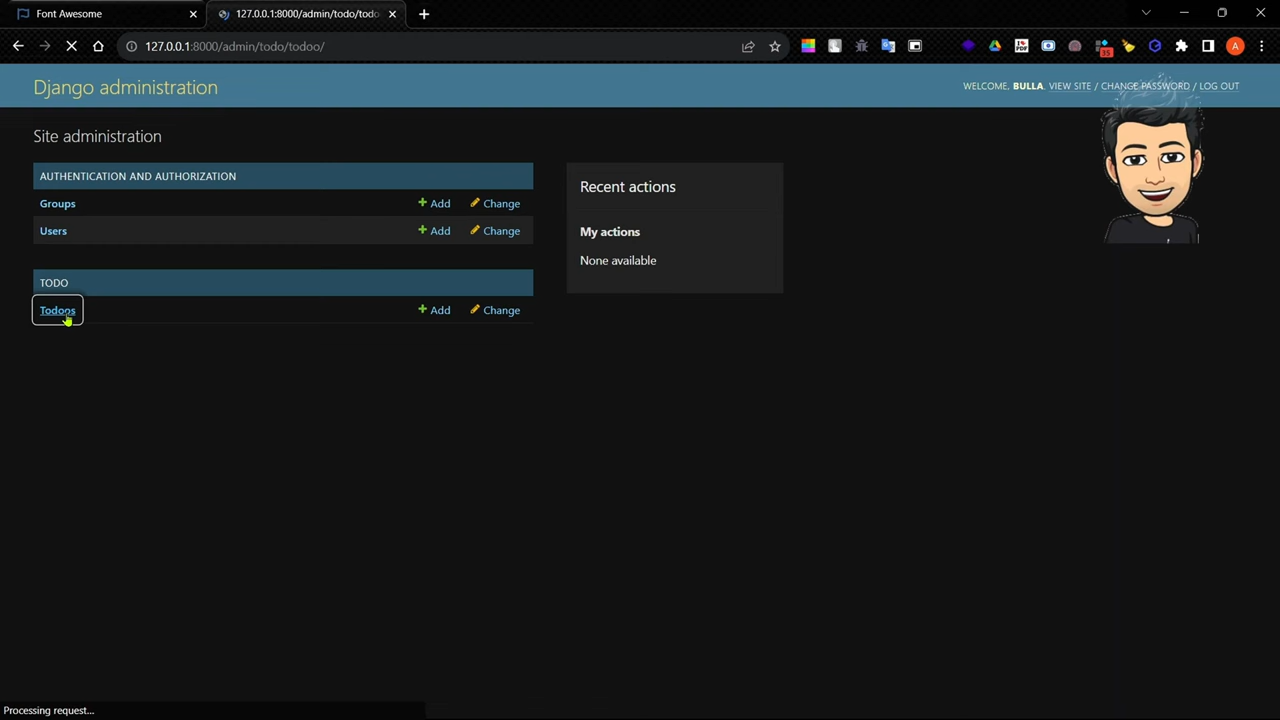 Font Awesome
127.0.0.1:8000/admin/todo/todo
127.0.0.1:8000/admin/todo/todoo/
35
A
Django administration
WELCOME, BULLA. VIEW SITE / CHANGE PASSWORD / LOG OUT
Site administration
AUTHENTICATION AND AUTHORIZATION
Groups Add Change
Users Add Change
TODO
Todoos Add Change
Recent actions
My actions
None available
Processing request...